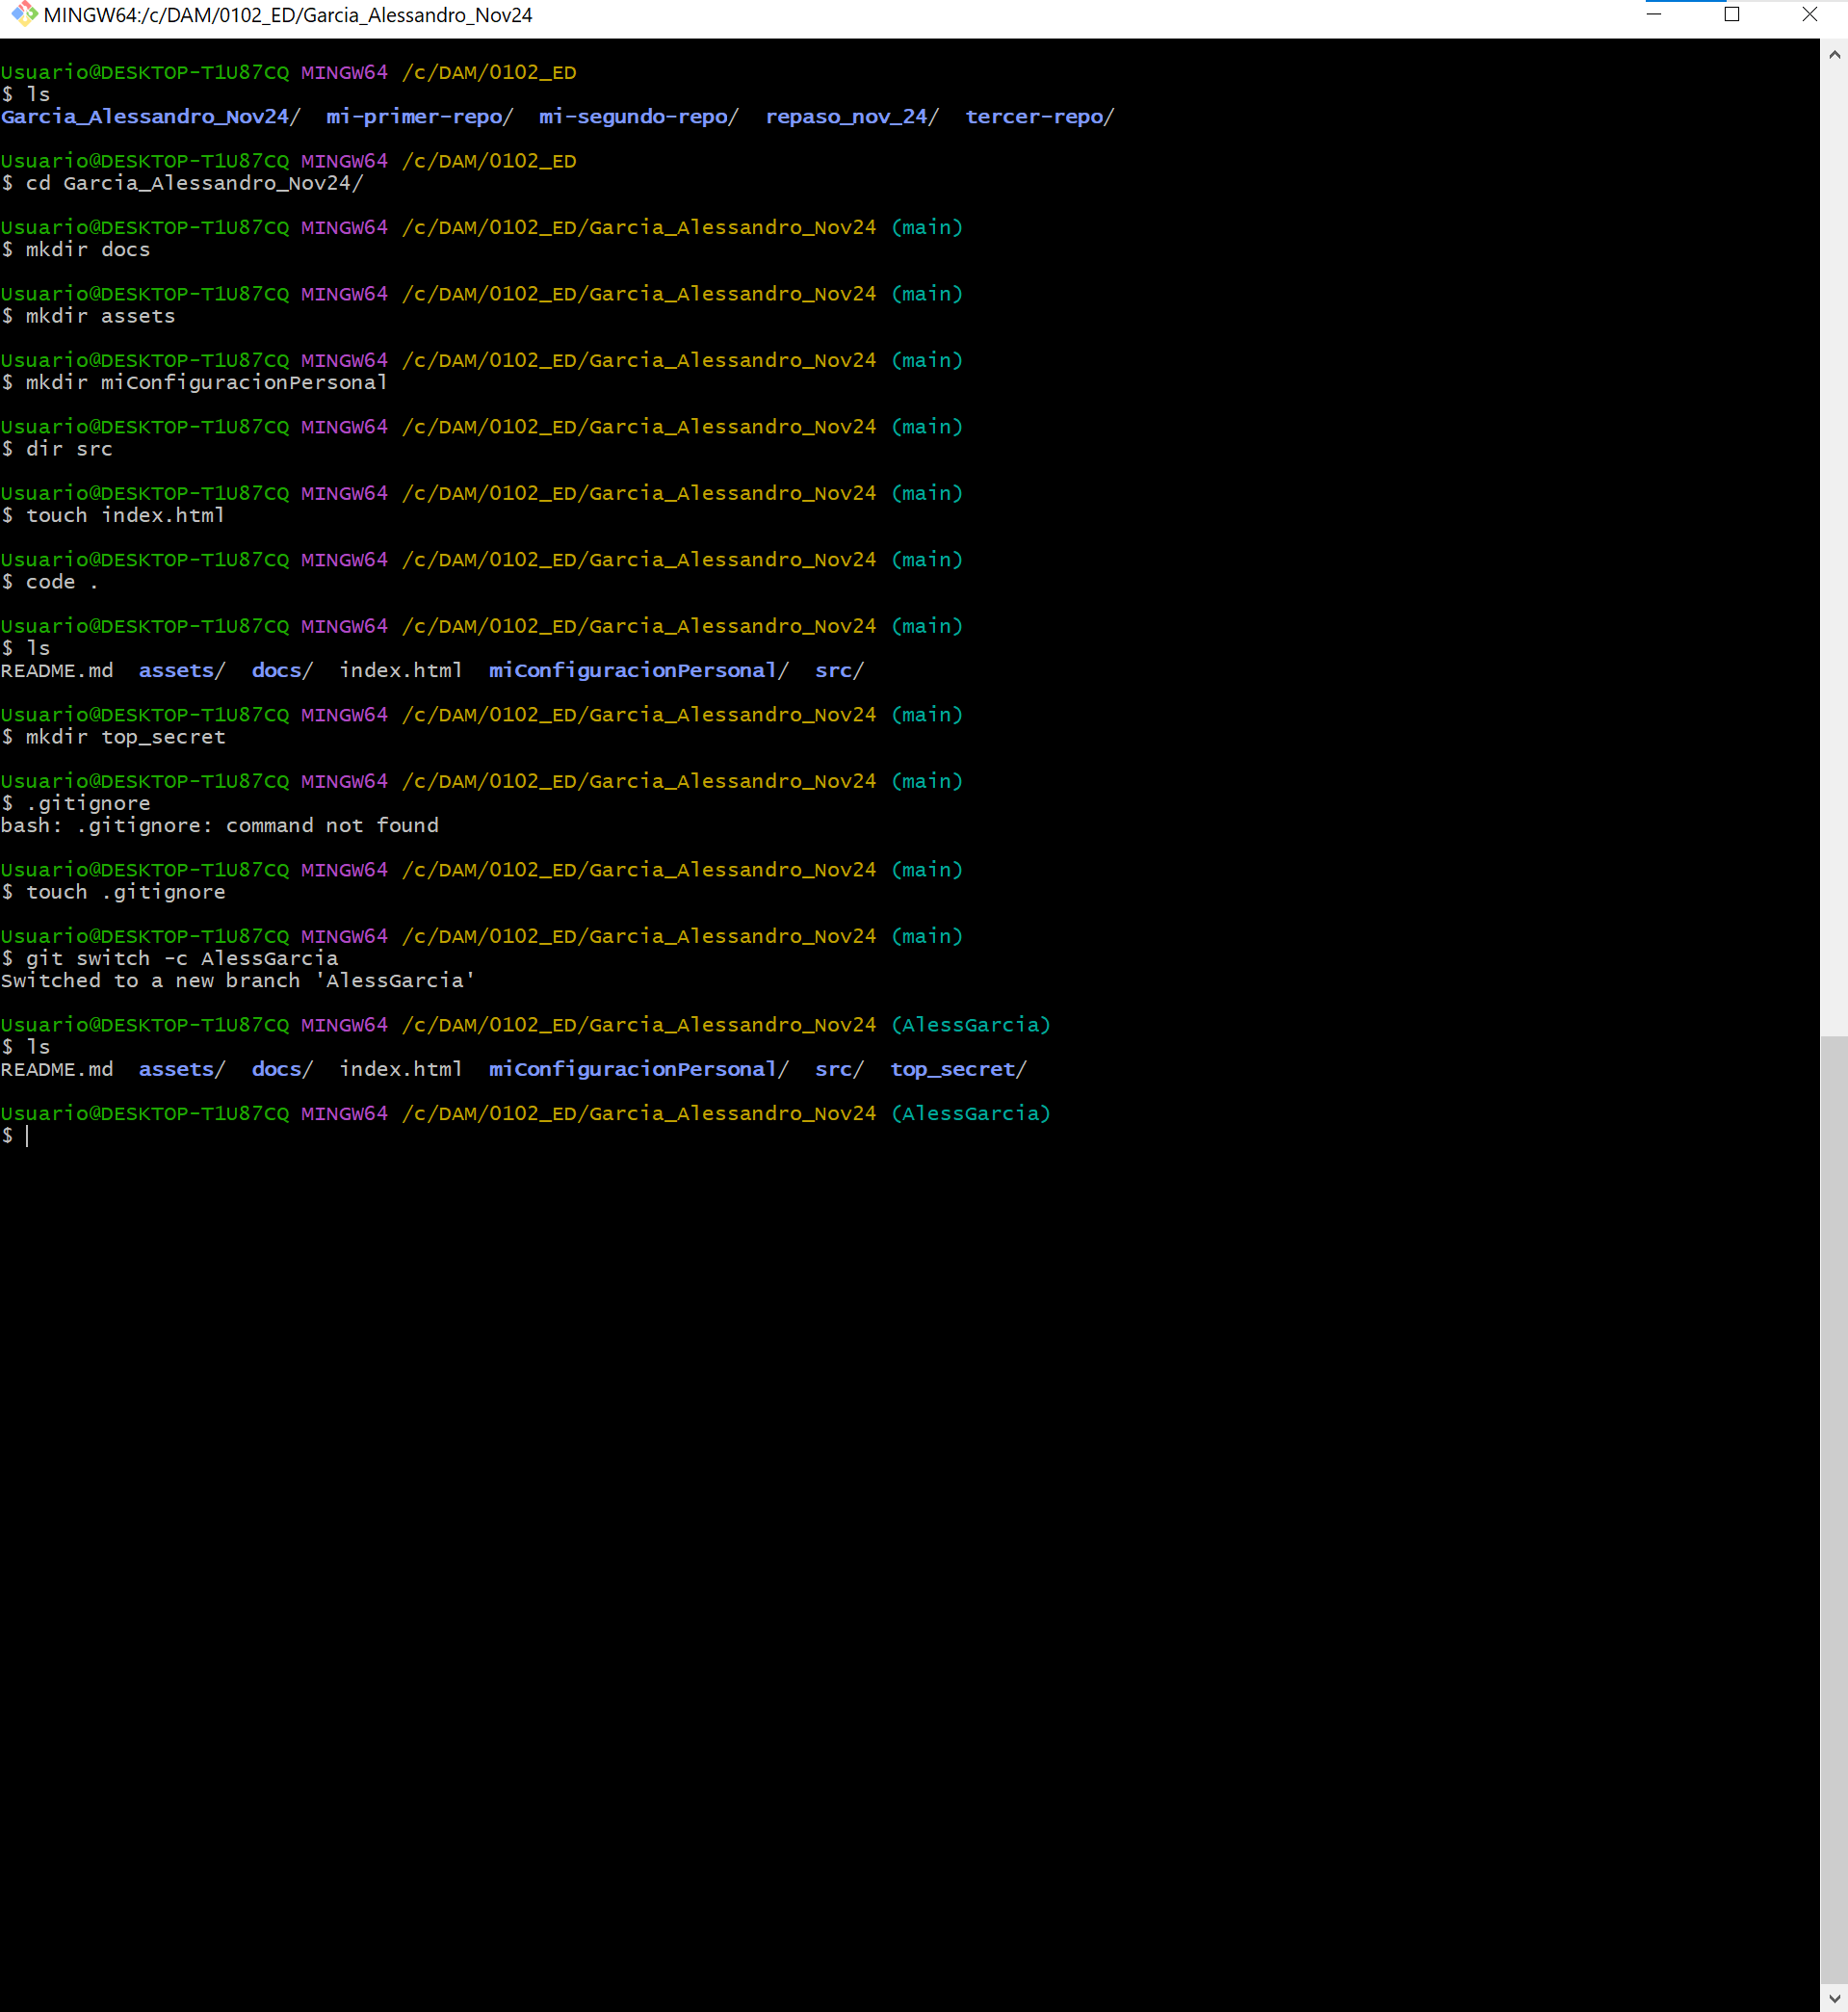 MINGW64:/c/DAM/0102_ED/Garcia_Alessandro_Nov24
Usuario@DESKTOP-T1U87CQ MINGW64 /c/DAM/0102_ED
$ ls
Garcia_Alessandro_Nov24/  mi-primer-repo/  mi-segundo-repo/  repaso_nov_24/  tercer-repo/
Usuario@DESKTOP-T1U87CQ MINGW64 /c/DAM/0102_ED
$ cd Garcia_Alessandro_Nov24/
Usuario@DESKTOP-T1U87CQ MINGW64 /c/DAM/0102_ED/Garcia_Alessandro_Nov24 (main)
$ mkdir docs
Usuario@DESKTOP-T1U87CQ MINGW64 /c/DAM/0102_ED/Garcia_Alessandro_Nov24 (main)
$ mkdir assets
Usuario@DESKTOP-T1U87CQ MINGW64 /c/DAM/0102_ED/Garcia_Alessandro_Nov24 (main)
$ mkdir miConfiguracionPersonal
Usuario@DESKTOP-T1U87CQ MINGW64 /c/DAM/0102_ED/Garcia_Alessandro_Nov24 (main)
$ dir src
Usuario@DESKTOP-T1U87CQ MINGW64 /c/DAM/0102_ED/Garcia_Alessandro_Nov24 (main)
$ touch index.html
Usuario@DESKTOP-T1U87CQ MINGW64 /c/DAM/0102_ED/Garcia_Alessandro_Nov24 (main)
$ code .
Usuario@DESKTOP-T1U87CQ MINGW64 /c/DAM/0102_ED/Garcia_Alessandro_Nov24 (main)
$ ls
README.md  assets/  docs/  index.html  miConfiguracionPersonal/  src/
Usuario@DESKTOP-T1U87CQ MINGW64 /c/DAM/0102_ED/Garcia_Alessandro_Nov24 (main)
$ mkdir top_secret
Usuario@DESKTOP-T1U87CQ MINGW64 /c/DAM/0102_ED/Garcia_Alessandro_Nov24 (main)
$ .gitignore
bash: .gitignore: command not found
Usuario@DESKTOP-T1U87CQ MINGW64 /c/DAM/0102_ED/Garcia_Alessandro_Nov24 (main)
$ touch .gitignore
Usuario@DESKTOP-T1U87CQ MINGW64 /c/DAM/0102_ED/Garcia_Alessandro_Nov24 (main)
$ git switch -c AlessGarcia
Switched to a new branch 'AlessGarcia'
Usuario@DESKTOP-T1U87CQ MINGW64 /c/DAM/0102_ED/Garcia_Alessandro_Nov24 (AlessGarcia)
$ ls
README.md  assets/  docs/  index.html  miConfiguracionPersonal/  src/  top_secret/
Usuario@DESKTOP-T1U87CQ MINGW64 /c/DAM/0102_ED/Garcia_Alessandro_Nov24 (AlessGarcia)
$